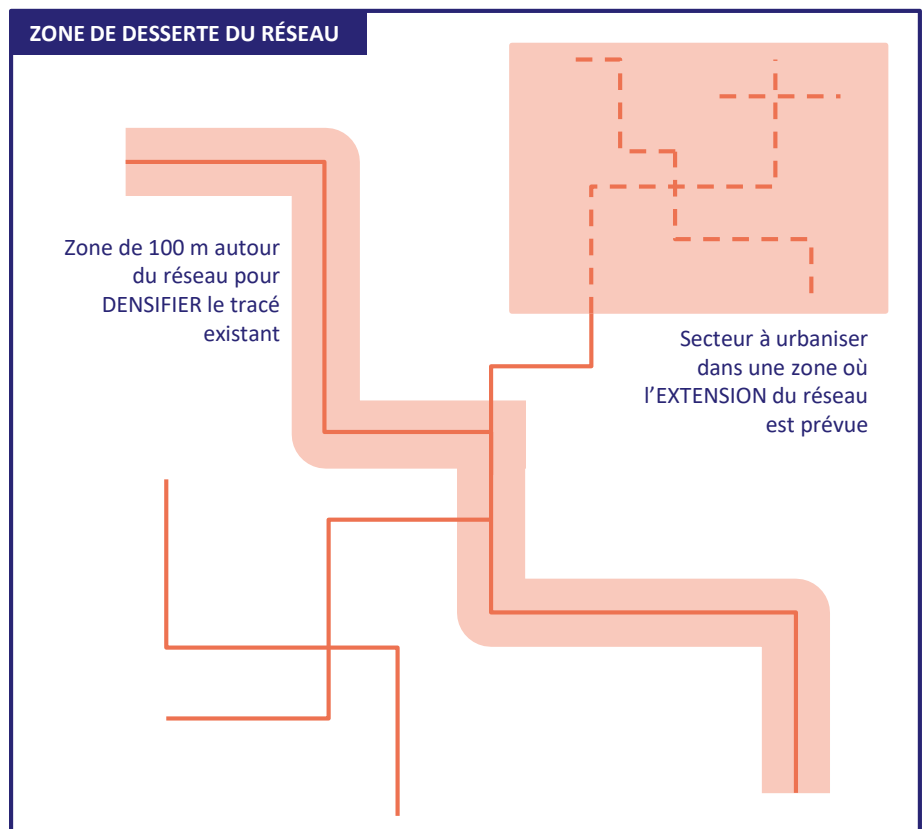 ZONE DE DESSERTE DU RÉSEAU
Zone de 100 m autour
du réseau pour
DENSIFIER le tracé
existant
Secteur à urbaniser
dans une zone où
l’EXTENSION du réseau
est prévue